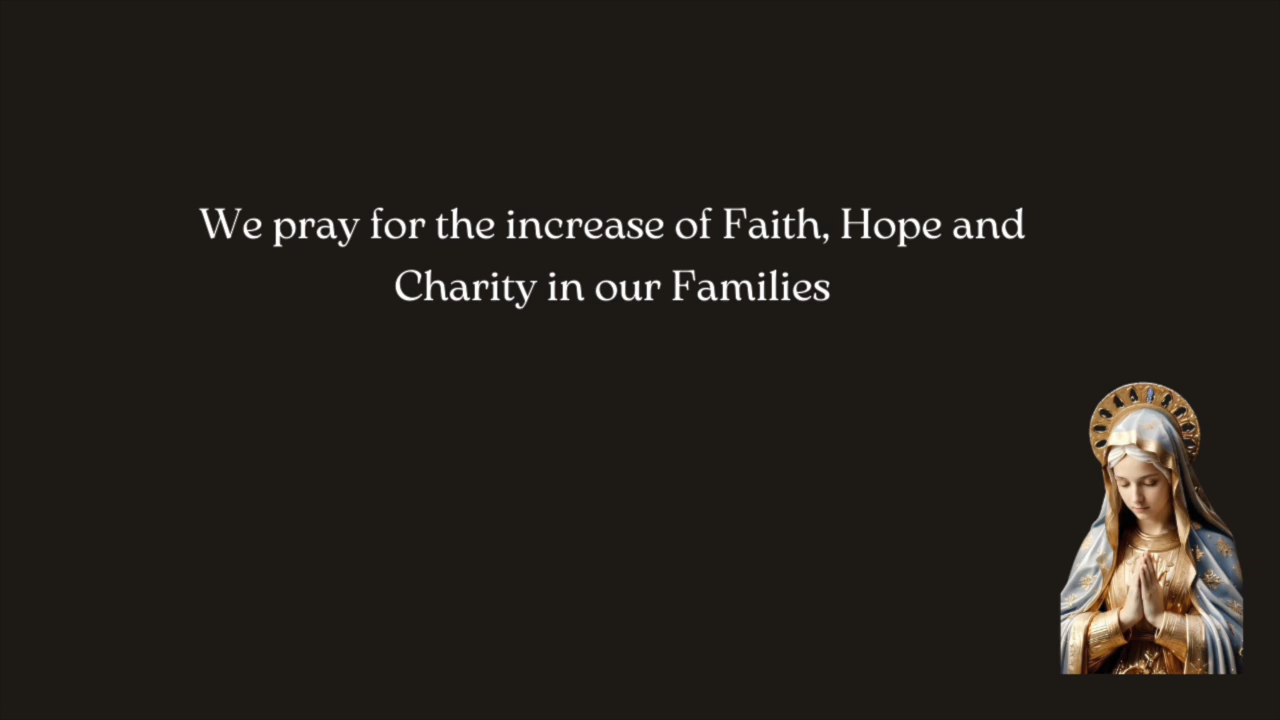 We pray for the increase of Faith, Hope and
Charity in our Families